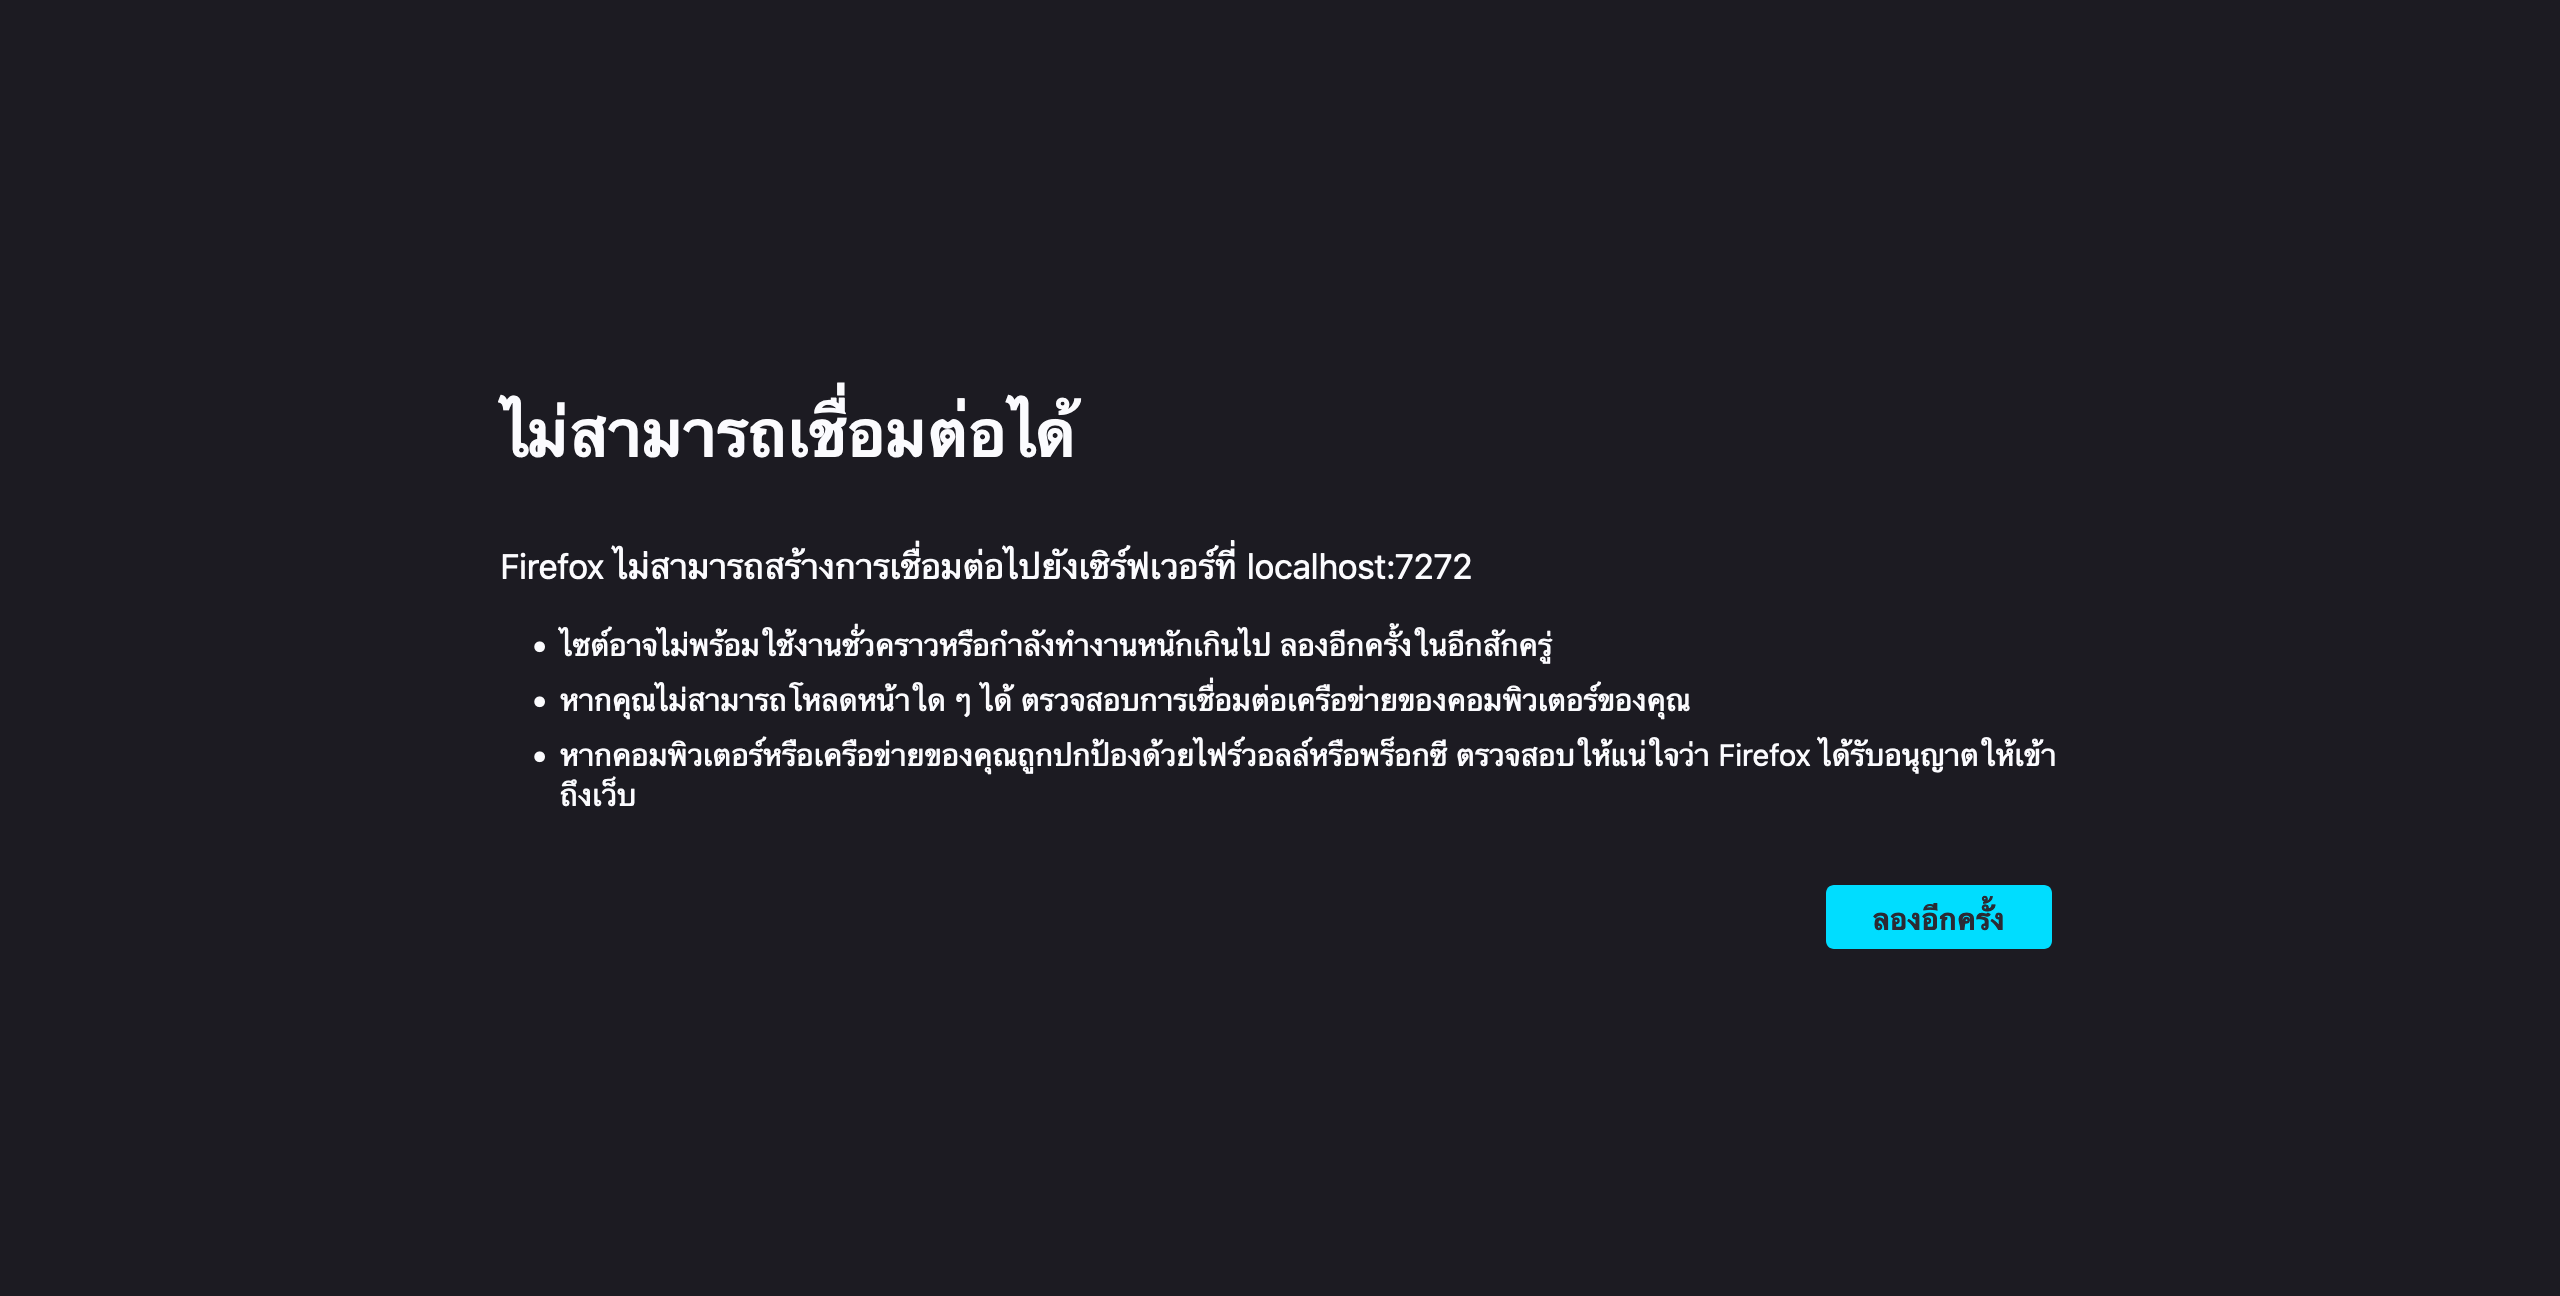 ไม่สามารถเชื่อมต่อได้
Firefox ไม่สามารถสร้างการเชื่อมต่อไปยังเซิร์ฟเวอร์ที่ localhost:7272
• ไซต์อาจไม่พร้อมใช้งานชั่วคราวหรือกำลังทำงานหนักเกินไป ลองอีกครั้งในอีกสักครู่
• หากคุณไม่สามารถโหลดหน้าใด ๆ ได้ ตรวจสอบการเชื่อมต่อเครือข่ายของคอมพิวเตอร์ของคุณ
• หากคอมพิวเตอร์หรือเครือข่ายของคุณถูกปกป้องด้วยไฟร์วอลล์หรือพร็อกซี ตรวจสอบให้แน่ใจว่า Firefox ได้รับอนุญาตให้เข้า
ถึงเว็บ
ลองอีกครั้ง